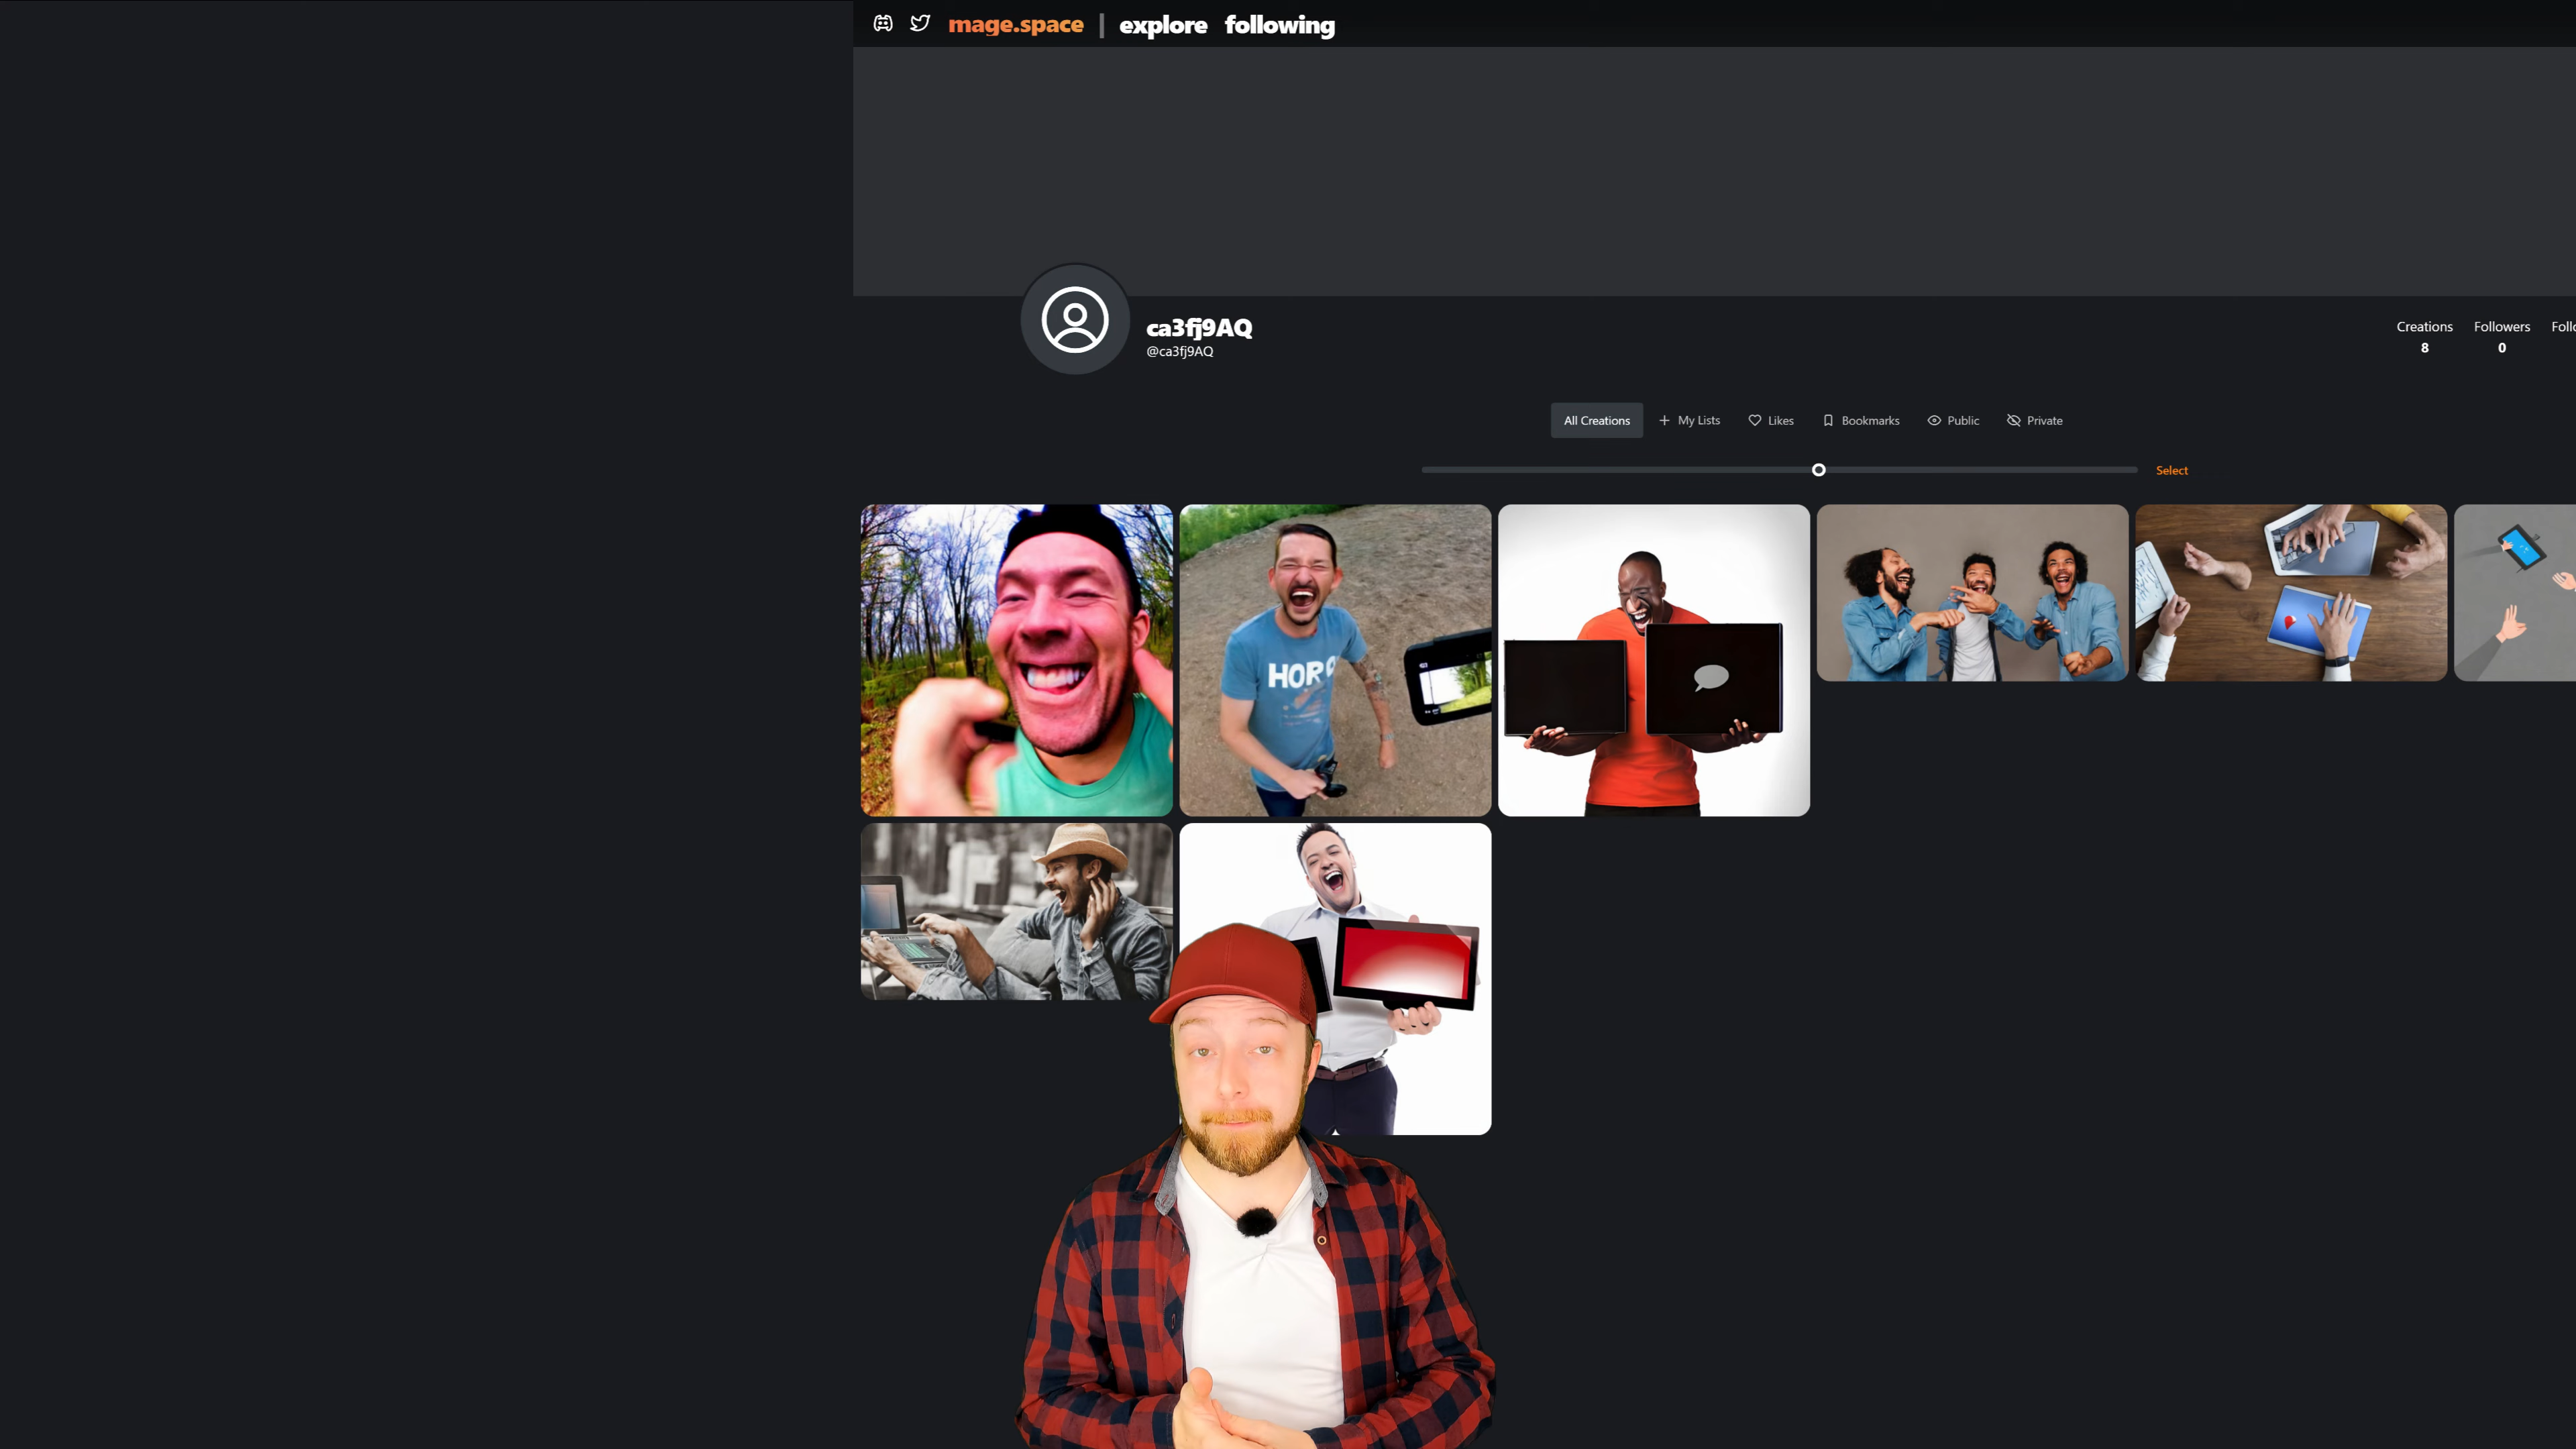 mage.space | explore following
ca3fj9AQ
@ca3fj9AQ
Creations Followers
8 0
All Creations My Lists Likes Bookmarks Public Private
Select
HOR